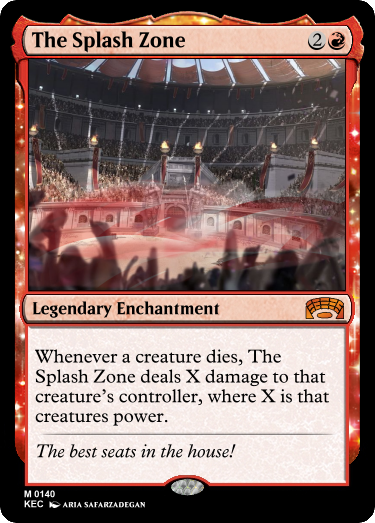 The Splash Zone
2
Legendary Enchantment
Whenever a creature dies, The
Splash Zone deals X damage to that
creature's controller, where X is that
creatures power.
The best seats in the house!
M 0140
KEC ARIA SAFARZADEGAN